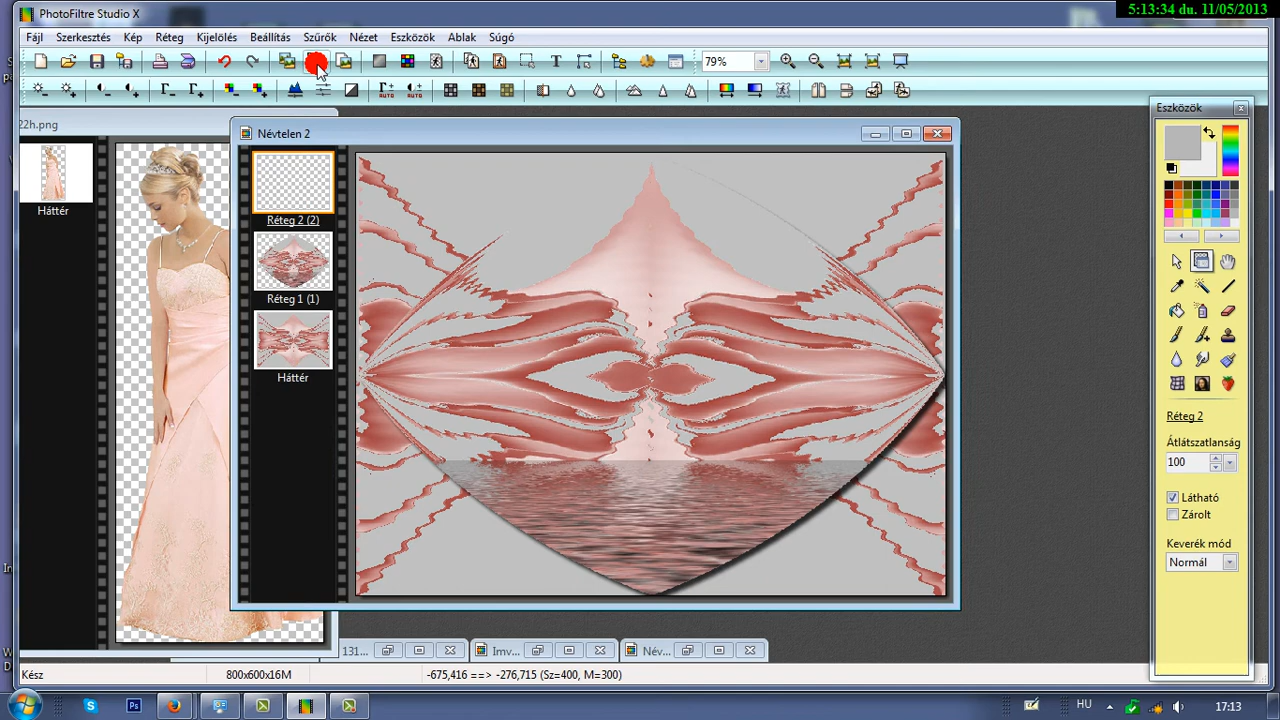 5:13:34 du. 11/05/2013
PhotoFiltre Studio X
Fájl Szerkesztés Kép Réteg Kijelölés Beállítás Szűrők Nézet Eszközök Ablak Súgó
79%
AUTO AUTO
22h.png
Háttér
Névtelen 2
Réteg 2 (2)
Réteg 1 (1)
Háttér
Eszközök
Réteg 2
Átlátszatlanság
100
Látható
Zárolt
Keverék mód
Normál
131... Imv... Név...
Kész 800x600x16M -675,416 ==> -276,715 (Sz=400, M=300)
Ps
HU 17:13